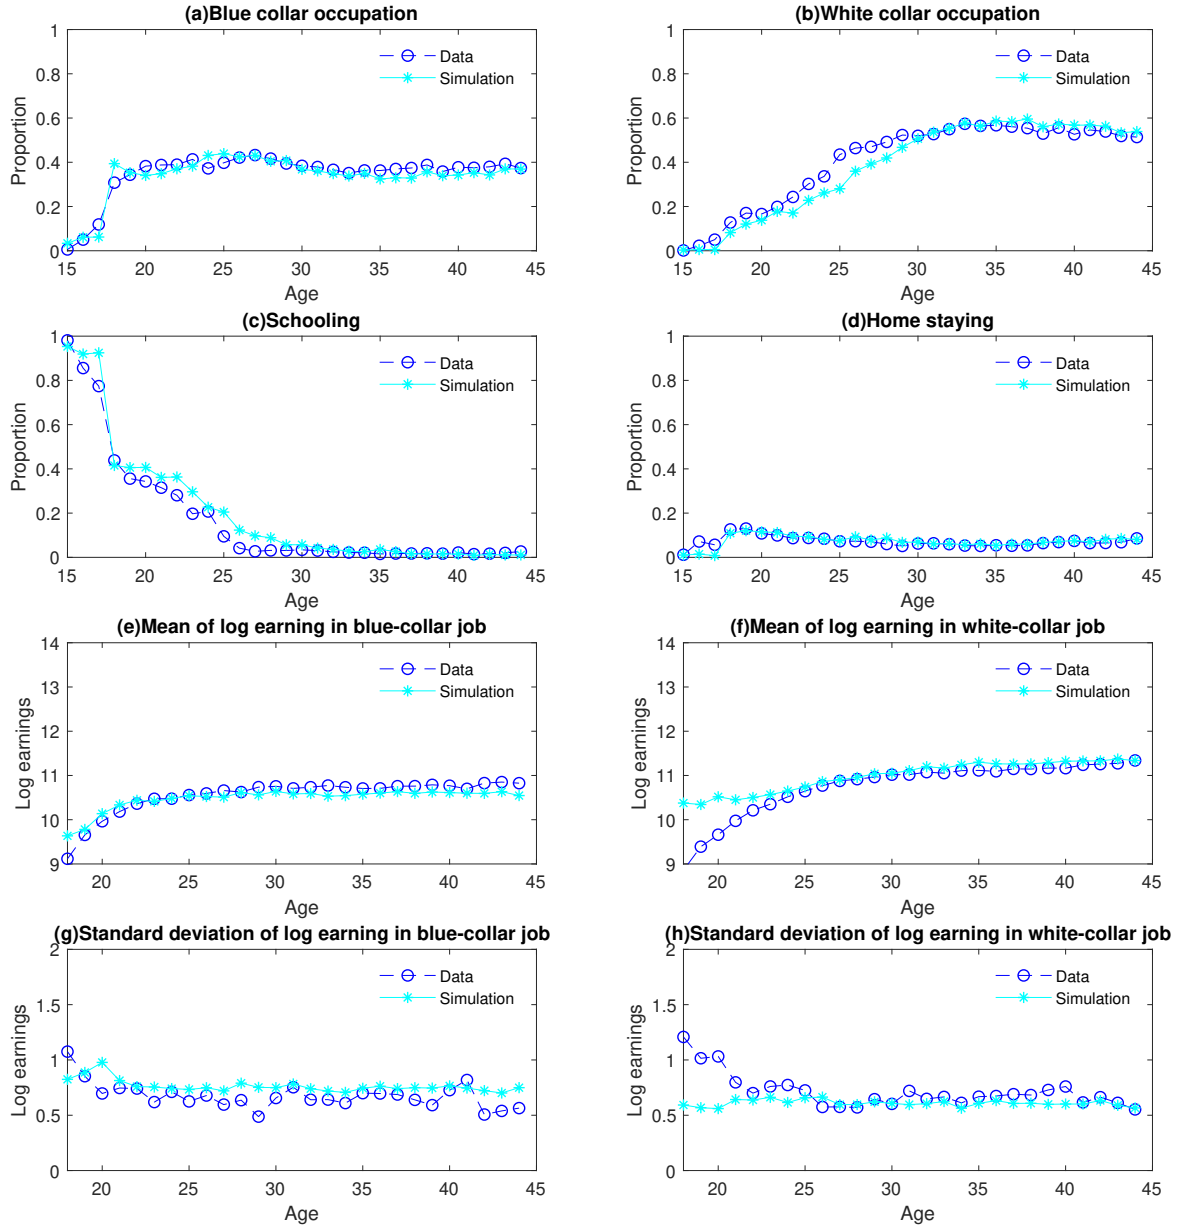 (a)Blue collar occupation
1
0.8
0.6
0.4
0.2
0
Proportion
Data
Simulation
15 20 25 30 35 40 45
Age
(b)White collar occupation
1
0.8
0.6
0.4
0.2
0
Proportion
Data
Simulation
15 20 25 30 35 40 45
Age
(c)Schooling
1
0.8
0.6
0.4
0.2
0
Proportion
Data
Simulation
15 20 25 30 35 40 45
Age
(d)Home staying
1
0.8
0.6
0.4
0.2
0
Proportion
Data
Simulation
15 20 25 30 35 40 45
Age
(e)Mean of log earning in blue-collar job
14
13
12
11
10
9
Log earnings
Data
Simulation
20 25 30 35 40 45
Age
(f)Mean of log earning in white-collar job
14
13
12
11
10
9
Log earnings
Data
Simulation
20 25 30 35 40 45
Age
(g)Standard deviation of log earning in blue-collar job
2
1.5
1
0.5
0
Log earnings
Data
Simulation
20 25 30 35 40 45
Age
(h)Standard deviation of log earning in white-collar job
2
1.5
1
0.5
0
Log earnings
Data
Simulation
20 25 30 35 40 45
Age